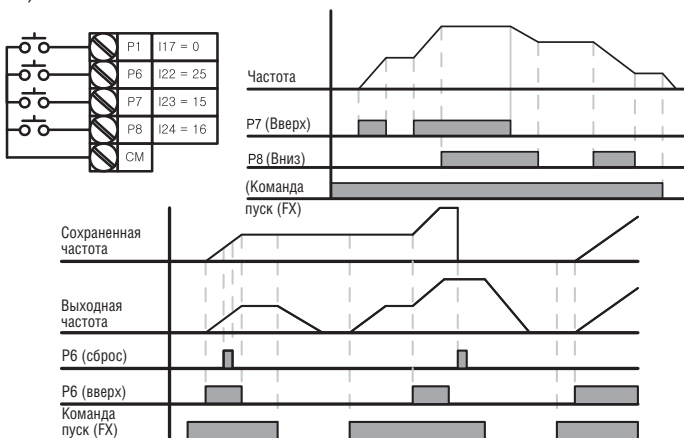 P1 I17 = 0
P6 I22 = 25
P7 I23 = 15
P8 I24 = 16
CM
Частота
P7 (Вверх)
P8 (Вниз)
(Команда
пуск (FX)
Сохраненная
частота
Выходная
частота
P6 (сброс)
P6 (вверх)
Команда
пуск (FX)